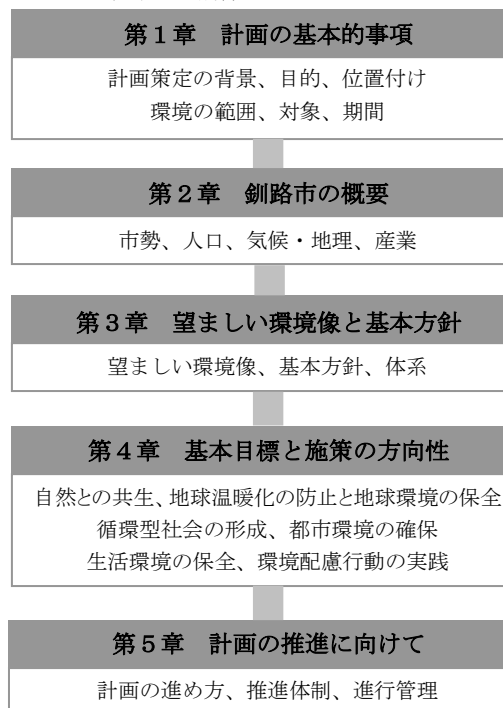 第１章　計画の基本的事項
計画策定の背景、目的、位置付け
環境の範囲、対象、期間
第２章　釧路市の概要
市勢、人口、気候・地理、産業
第３章　望ましい環境像と基本方針
望ましい環境像、基本方針、体系
第４章　基本目標と施策の方向性
自然との共生、地球温暖化の防止と地球環境の保全
循環型社会の形成、都市環境の確保
生活環境の保全、環境配慮行動の実践
第５章　計画の推進に向けて
計画の進め方、推進体制、進行管理